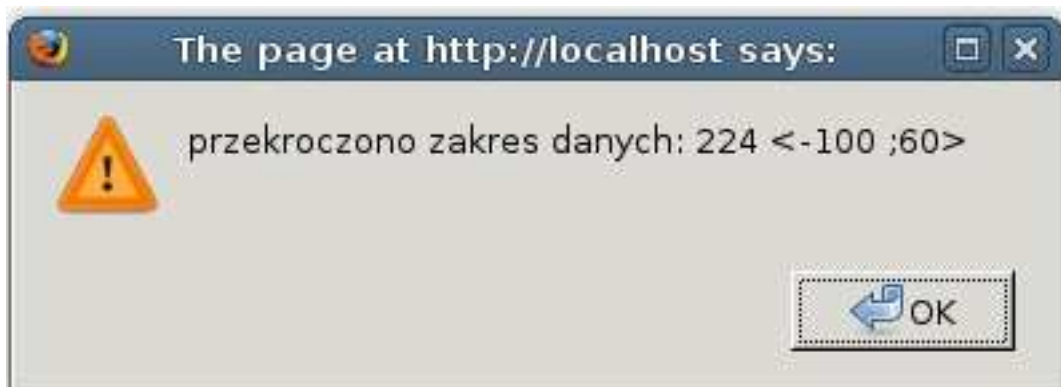 The page at http://localhost says:
przekroczono zakres danych: 224 <-100 ;60>
OK